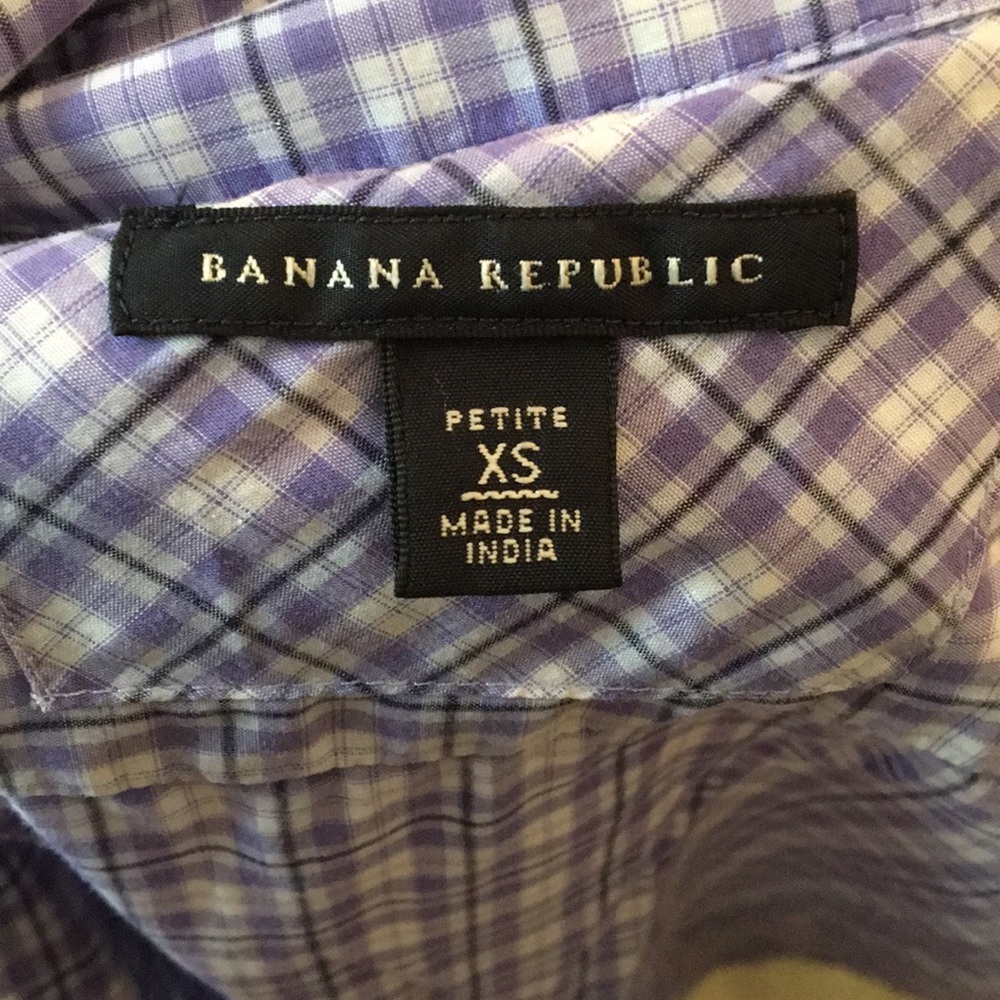 BANANA REPUBLIC
PETITE
XS
MADE IN
INDIA